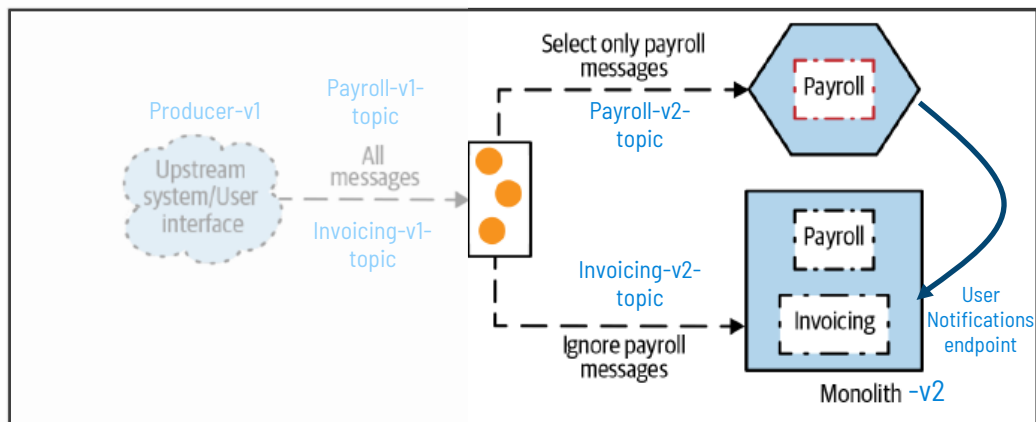 Producer-v1
Upstream
system/User
interface
Payroll-v1-
topic
All
messages
Invoicing-v1-
topic
Select only payroll
messages
Payroll-v2-
topic
Payroll
Invoicing-v2-
topic
Ignore payroll
messages
Payroll
Invoicing
Monolith -v2
User
Notifications
endpoint